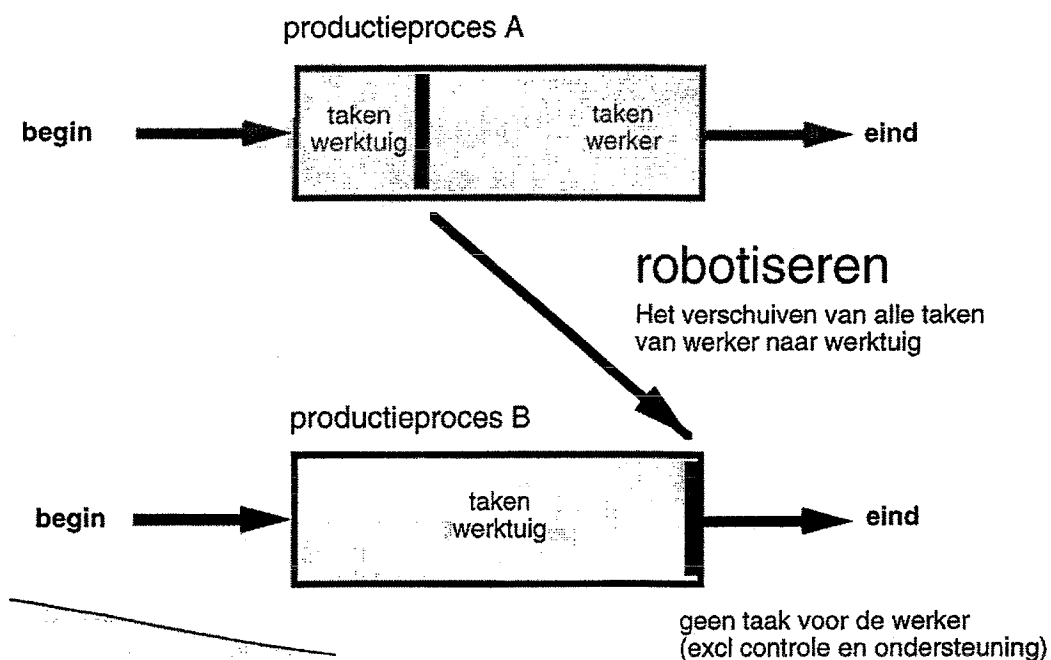 productieproces A
taken
werktuig
taken
werker
begin
eind
robotiseren
Het verschuiven van alle taken
van werker naar werktuig
productieproces B
begin
taken
werktuig
eind
geen taak voor de werker
(excl controle en ondersteuning)